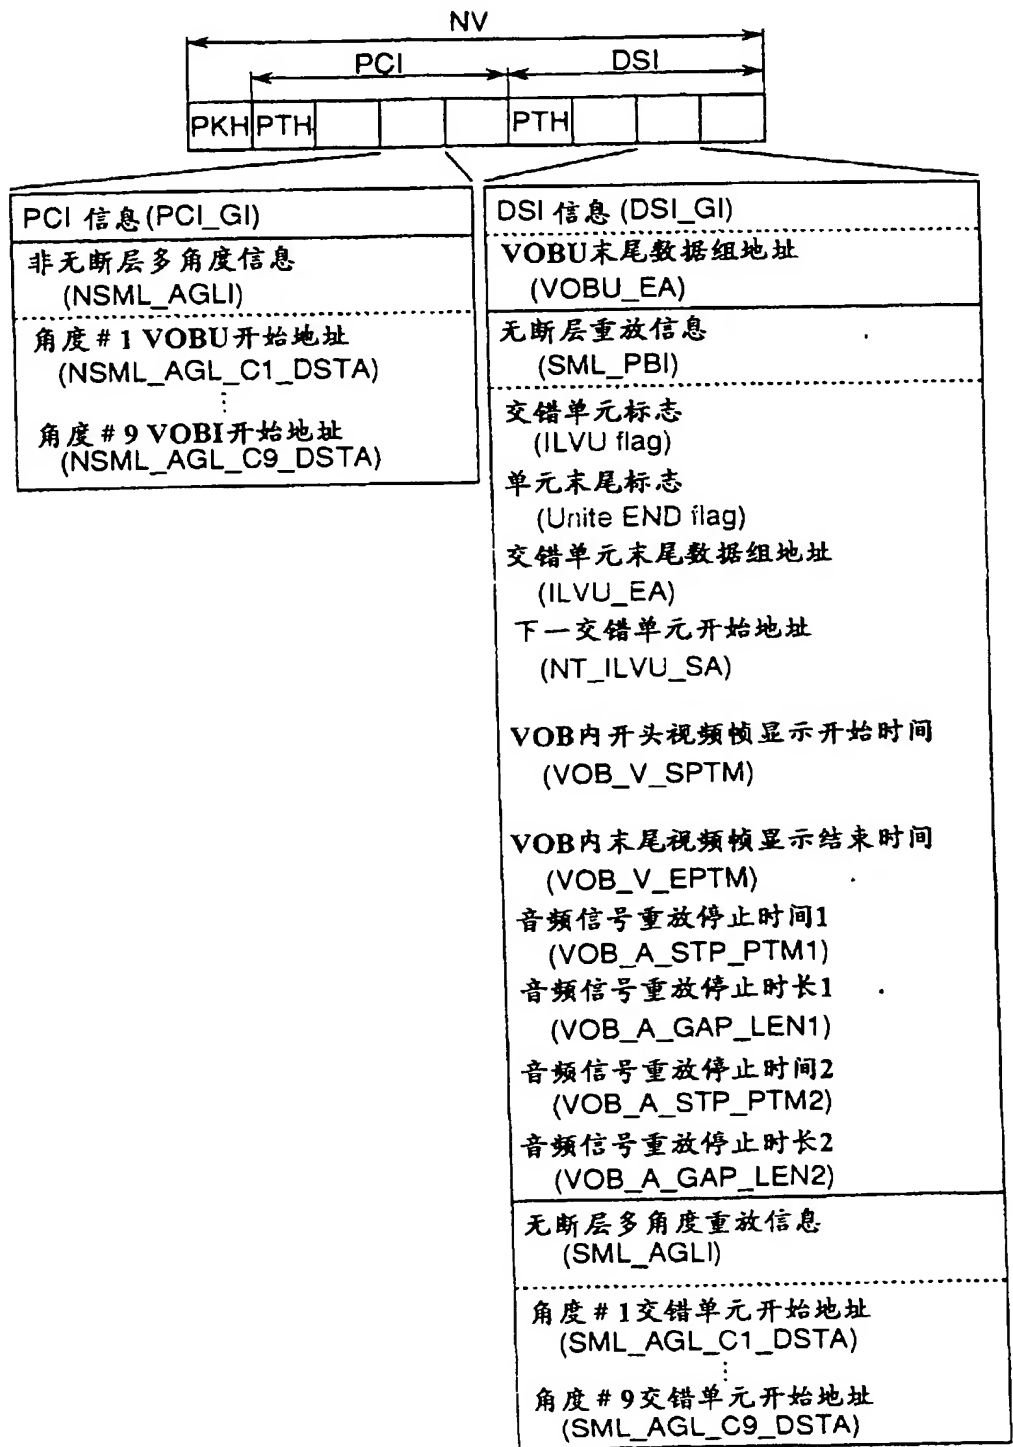 NV
PCI
DSI
PKH PTH PTH
PCI 信息(PCI_GI)
非无断层多角度信息
(NSML_AGLI)
角度#1 VOBU开始地址
(NSML_AGL_C1_DSTA)
角度#9 VOBI开始地址
(NSML_AGL_C9_DSTA)
DSI 信息(DSI_GI)
VOBU末尾数据组地址
(VOBU_EA)
无断层重放信息
(SML_PBI)
交错单元标志
(ILVU flag)
单元末尾标志
(Unite END flag)
交错单元末尾数据组地址
(ILVU_EA)
下一交错单元开始地址
(NT_ILVU_SA)
VOB内开头视频帧显示开始时间
(VOB_V_SPTM)
VOB内末尾视频帧显示结束时间
(VOB_V_EPTM)
音频信号重放停止时间1
(VOB_A_STP_PTM1)
音频信号重放停止时长1
(VOB_A_GAP_LEN1)
音频信号重放停止时间2
(VOB_A_STP_PTM2)
音频信号重放停止时长2
(VOB_A_GAP_LEN2)
无断层多角度重放信息
(SML_AGLI)
角度#1交错单元开始地址
(SML_AGL_C1_DSTA)
角度#9交错单元开始地址
(SML_AGL_C9_DSTA)